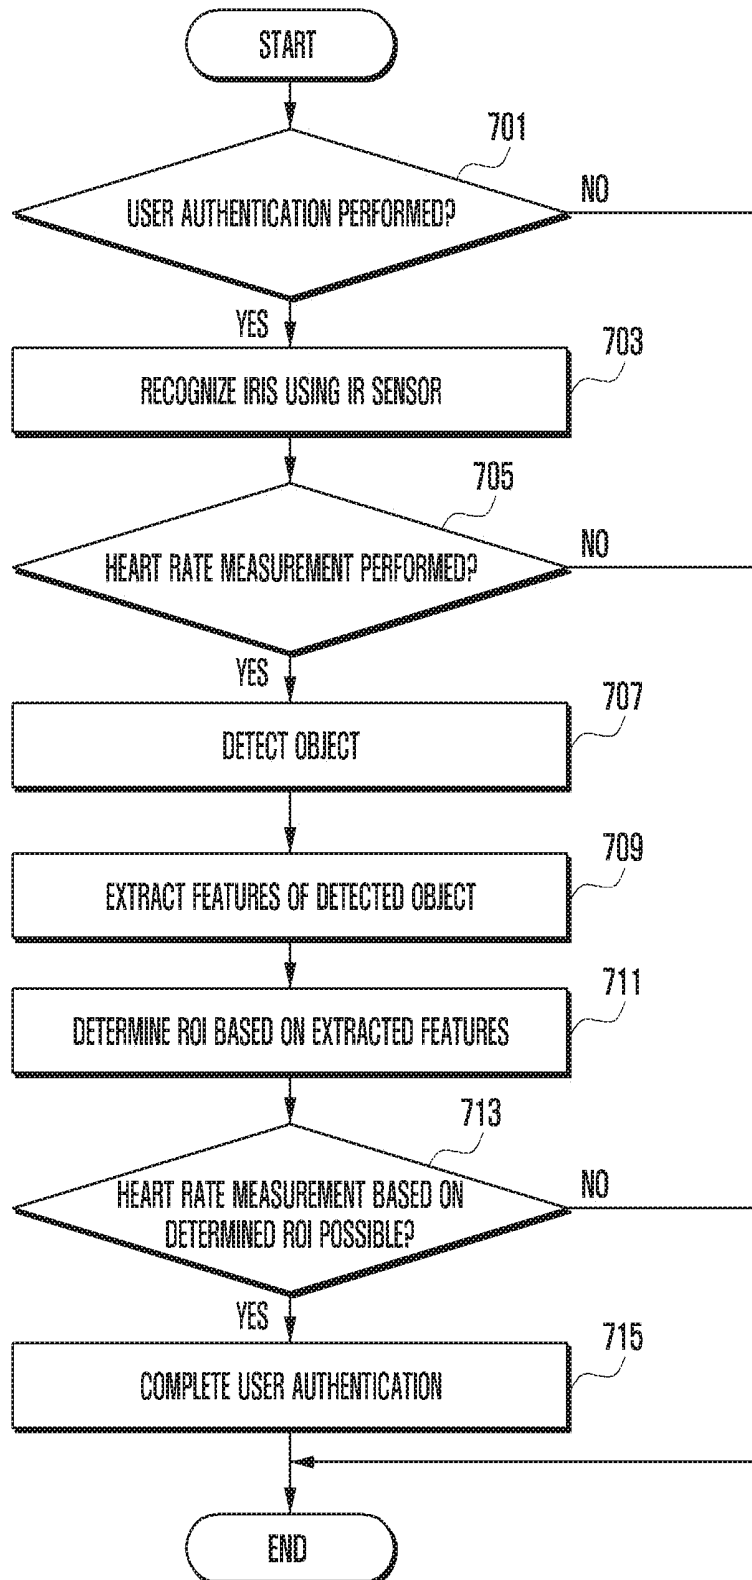 START
701
USER AUTHENTICATION PERFORMED?
NO
YES
703
RECOGNIZE IRIS USING IR SENSOR
705
HEART RATE MEASUREMENT PERFORMED?
NO
YES
707
DETECT OBJECT
709
EXTRACT FEATURES OF DETECTED OBJECT
711
DETERMINE ROI BASED ON EXTRACTED FEATURES
713
HEART RATE MEASUREMENT BASED ON
DETERMINED ROI POSSIBLE?
NO
YES
715
COMPLETE USER AUTHENTICATION
END